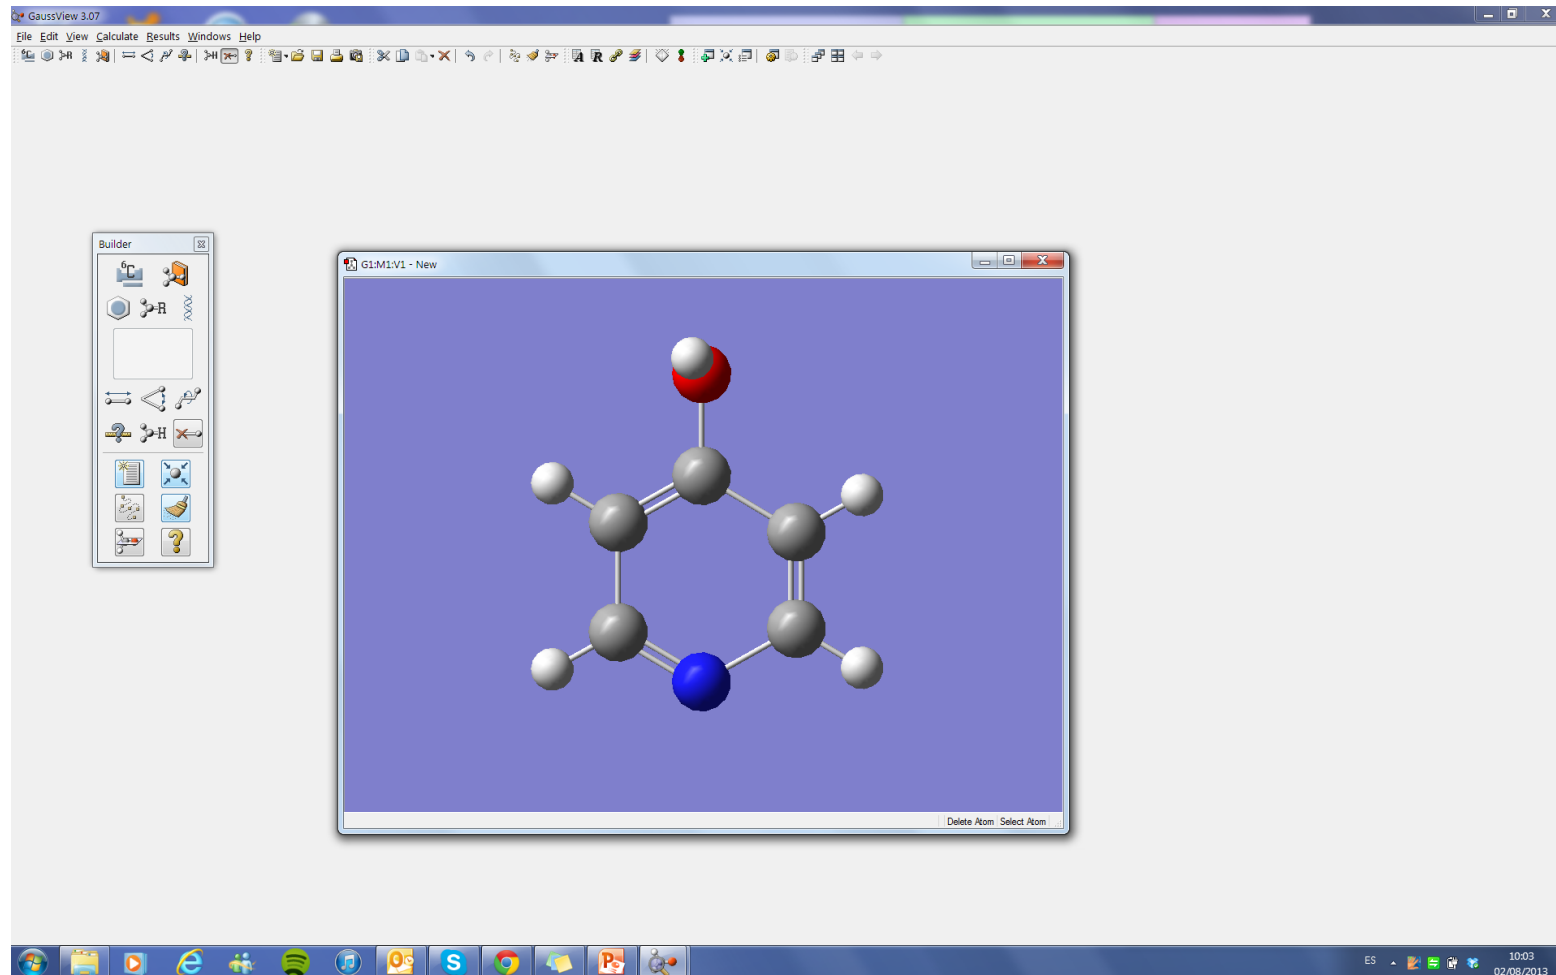 GaussView 3.07
File Edit View Calculate Results Windows Help
Builder
6C
R
H
G1:M1:V1 - New
Delete Atom Select Atom
ES
10:03
02/08/2013